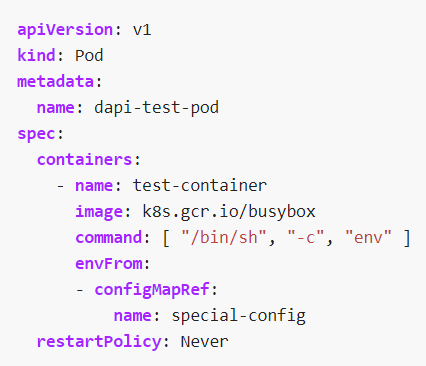 apiVersion: v1
kind: Pod
metadata:
  name: dapi-test-pod
spec:
  containers:
    - name: test-container
      image: k8s.gcr.io/busybox
      command: [ "/bin/sh", "-c", "env" ]
      envFrom:
      - configMapRef:
          name: special-config
  restartPolicy: Never